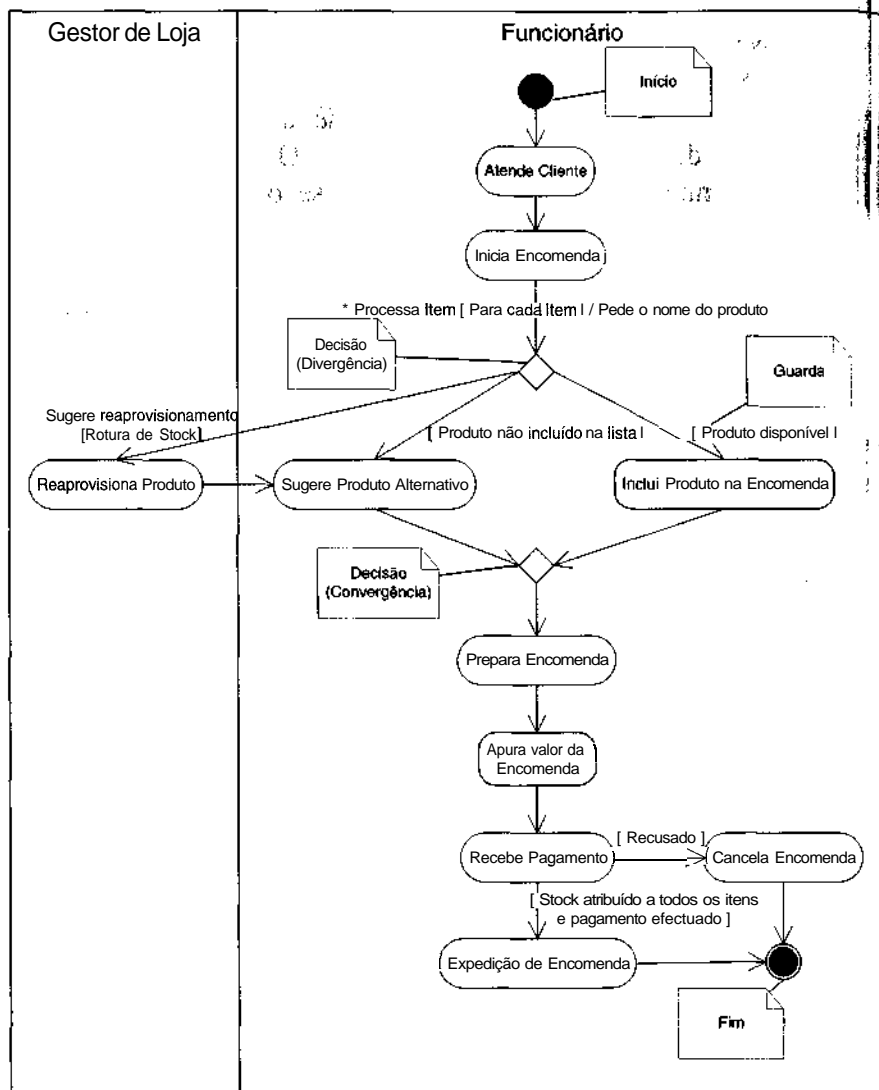 Gestor de Loja
Funcionário
Início
Atende Cliente
Inicia Encomenda
* Processa Item [ Para cada Item ] / Pede o nome do produto
Decisão
(Divergência)
Guarda
Sugere reaprovisionamento
[Rotura de Stock]
[ Produto não incluído na lista ]
[ Produto disponível ]
Reaprovisiona Produto
Sugere Produto Alternativo
Inclui Produto na Encomenda
Decisão
(Convergência)
Prepara Encomenda
Apura valor da
Encomenda
Recebe Pagamento
[ Recusado ]
Cancela Encomenda
[ Stock atribuído a todos os itens
e pagamento efectuado ]
Expedição de Encomenda
Fim